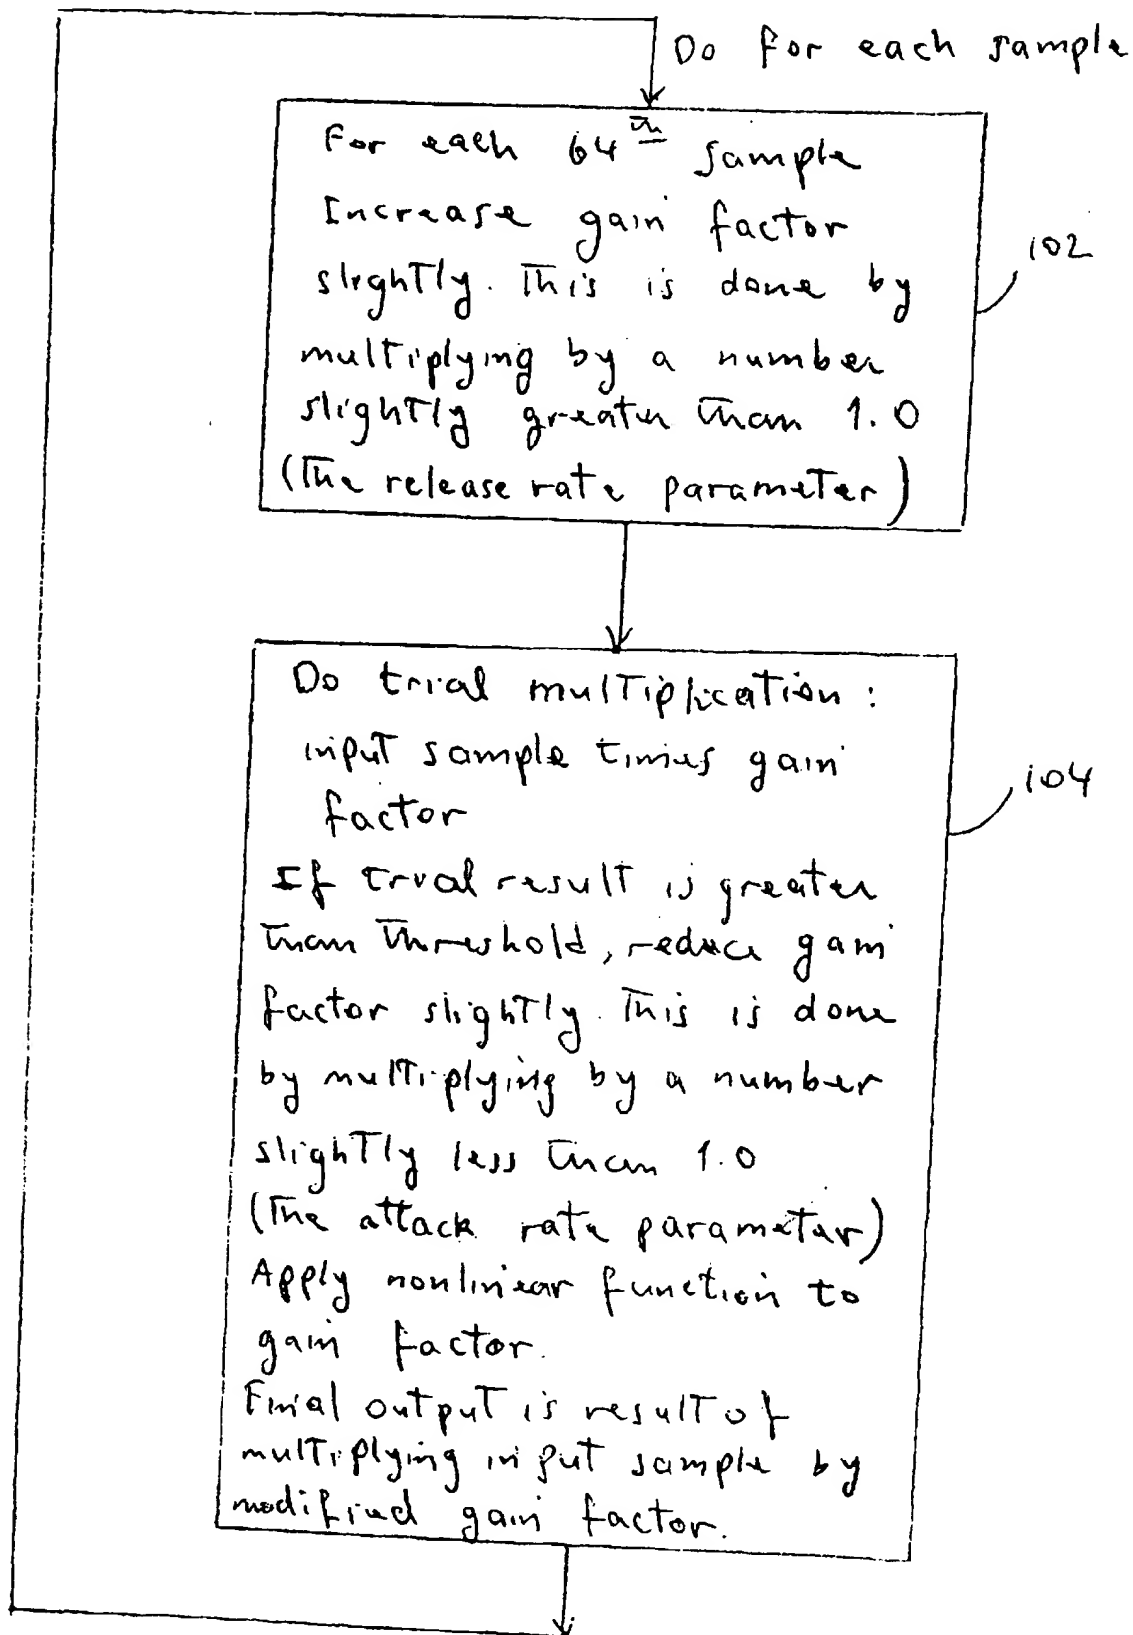 Do for each sample
For each 64th sample
Increase gain factor
slightly. This is done by
multiplying by a number
slightly greater than 1.0
(The release rate parameter)
102
Do trial multiplication:
input sample times gain
factor
104
If trial result is greater
than threshold, reduce gain
factor slightly. This is done
by multiplying by a number
slightly less than 1.0
(The attack rate parameter)
Apply nonlinear function to
gain factor.
Final output is result of
multiplying input sample by
modified gain factor.